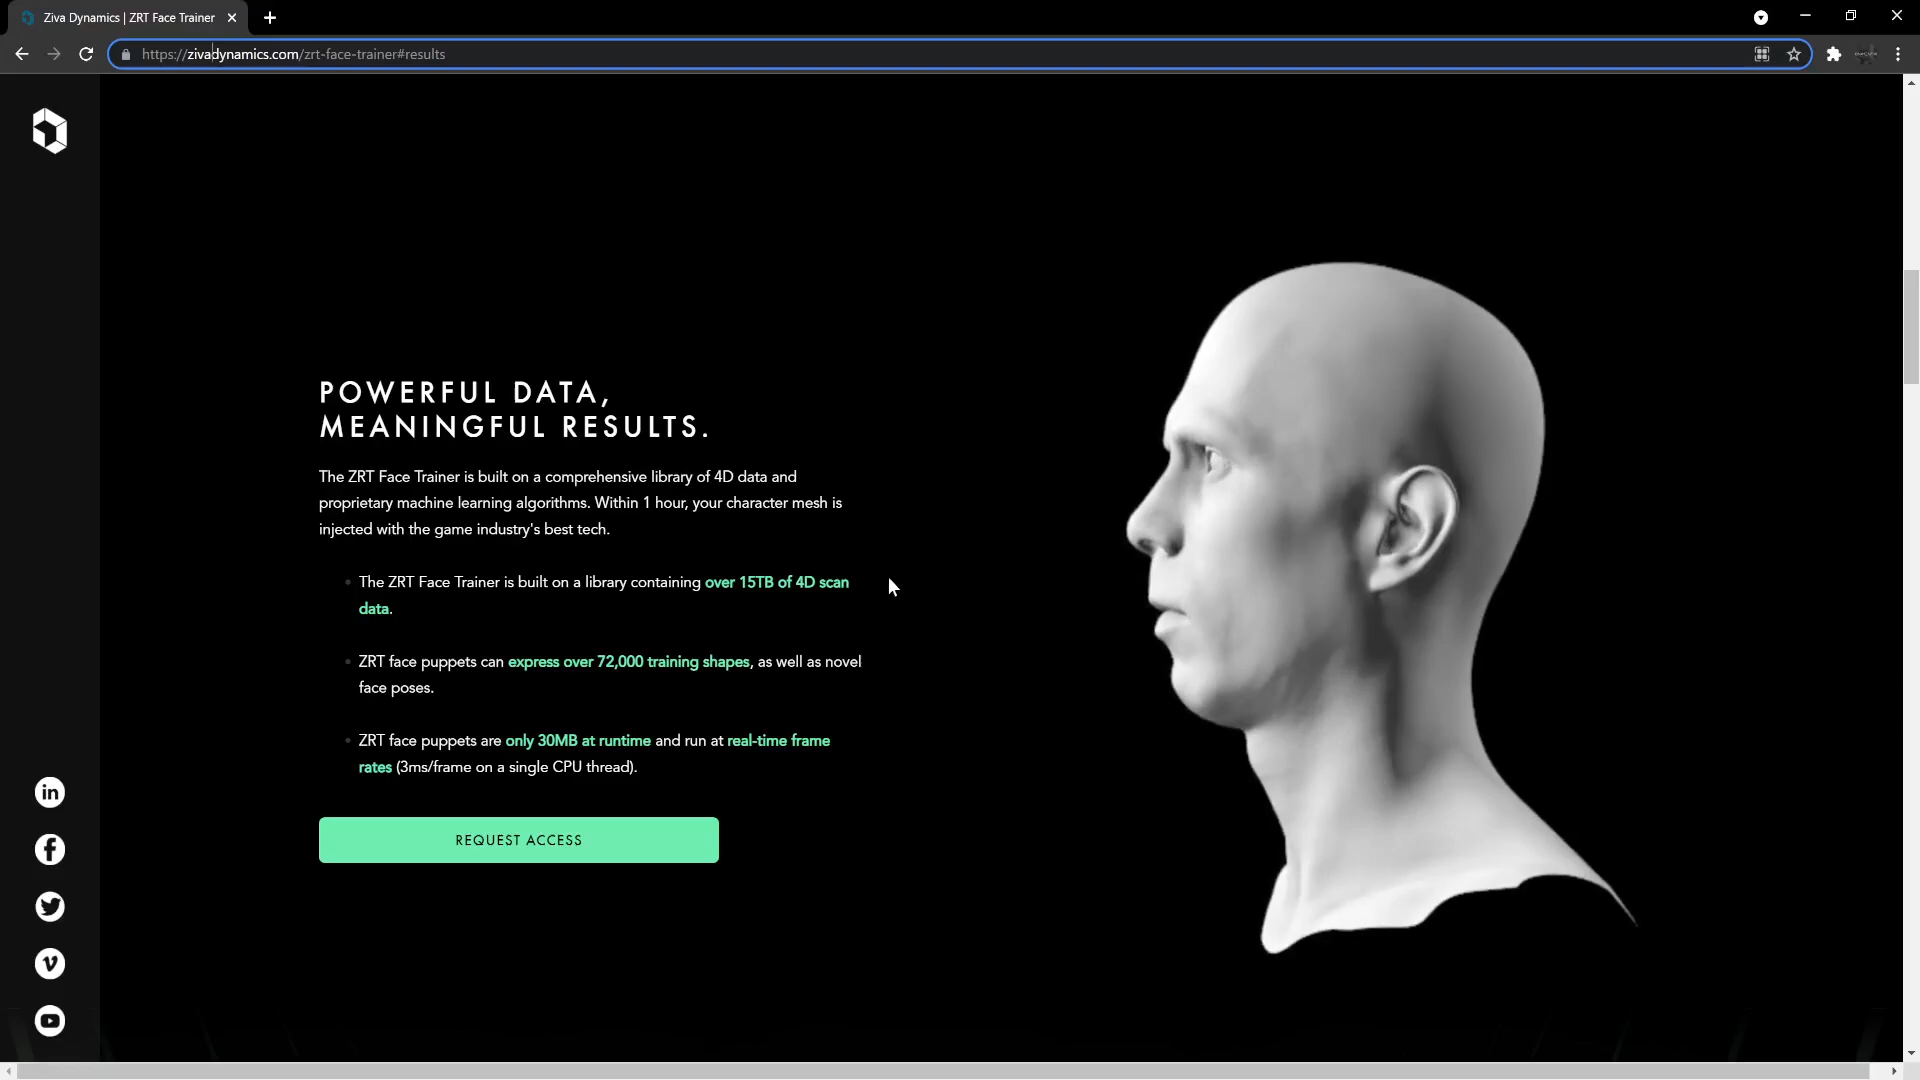 Ziva Dynamics | ZRT Face Trainer
https://zivadynamics.com/zrt-face-trainer#results
POWERFUL DATA,
MEANINGFUL RESULTS.
The ZRT Face Trainer is built on a comprehensive library of 4D data and
proprietary machine learning algorithms. Within 1 hour, your character mesh is
injected with the game industry's best tech.
The ZRT Face Trainer is built on a library containing over 15TB of 4D scan
data.
ZRT face puppets can express over 72,000 training shapes, as well as novel
face poses.
ZRT face puppets are only 30MB at runtime and run at real-time frame
rates (3ms/frame on a single CPU thread).
REQUEST ACCESS